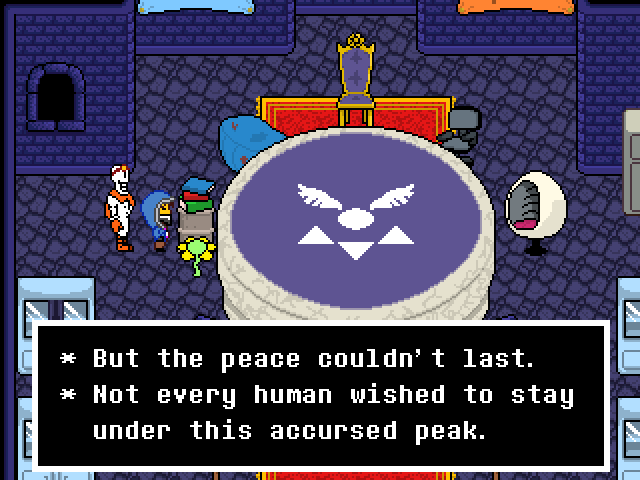 * But the peace couldn't last.
* Not every human wished to stay
under this accursed peak.